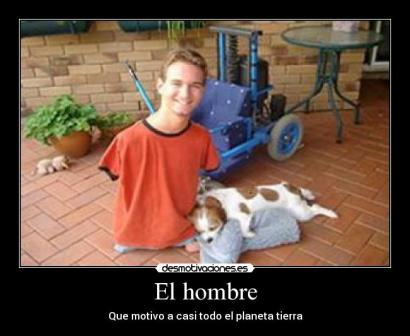 desmotivaciones.es
El hombre
Que motivo a casi todo el planeta tierra